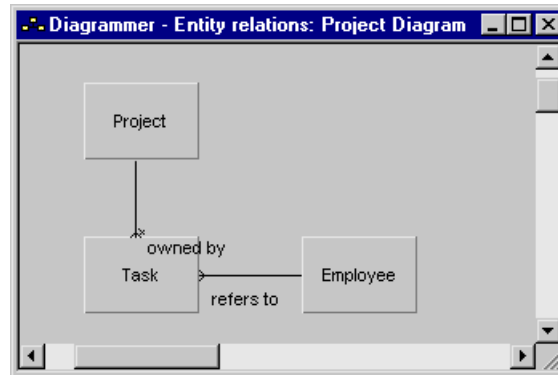 Diagrammer - Entity relations: Project Diagram
Project
owned by
Task
Employee
refers to